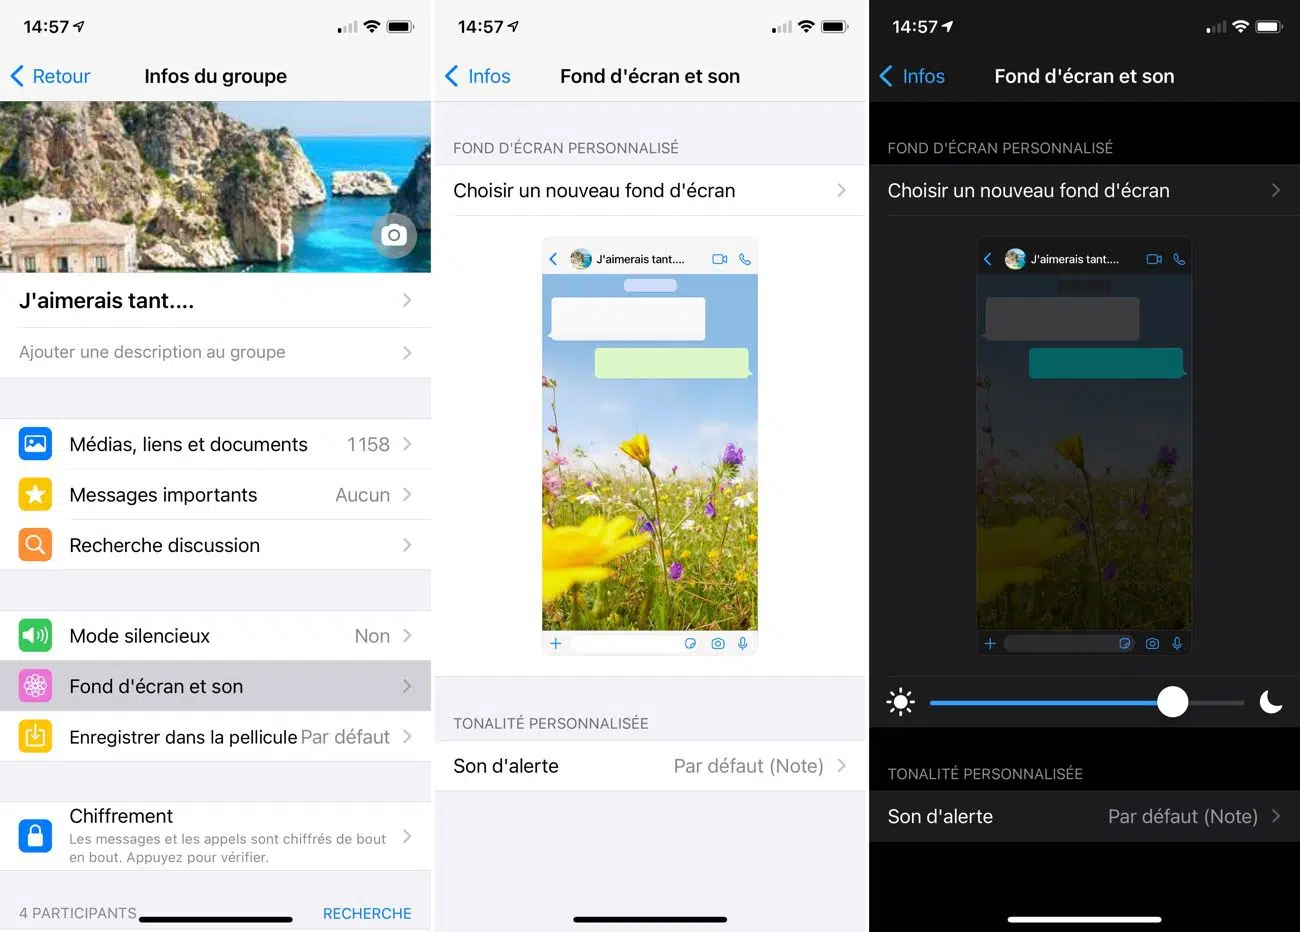 14:57
Retour
Infos du groupe
J'aimerais tant....
Ajouter une description au groupe
Médias, liens et documents 1 158
Messages importants Aucun
Recherche discussion
Mode silencieux Non
Fond d'écran et son
Enregistrer dans la pellicule Par défaut
Chiffrement
Les messages et les appels sont chiffrés de bout
en bout. Appuyez pour vérifier.
4 PARTICIPANTS RECHERCHE
14:57
Infos
Fond d'écran et son
FOND D'ÉCRAN PERSONNALISÉ
Choisir un nouveau fond d'écran
J'aimerais tant....
TONALITÉ PERSONNALISÉE
Son d'alerte Par défaut (Note)
14:57
Infos
Fond d'écran et son
FOND D'ÉCRAN PERSONNALISÉ
Choisir un nouveau fond d'écran
J'aimerais tant....
TONALITÉ PERSONNALISÉE
Son d'alerte Par défaut (Note)